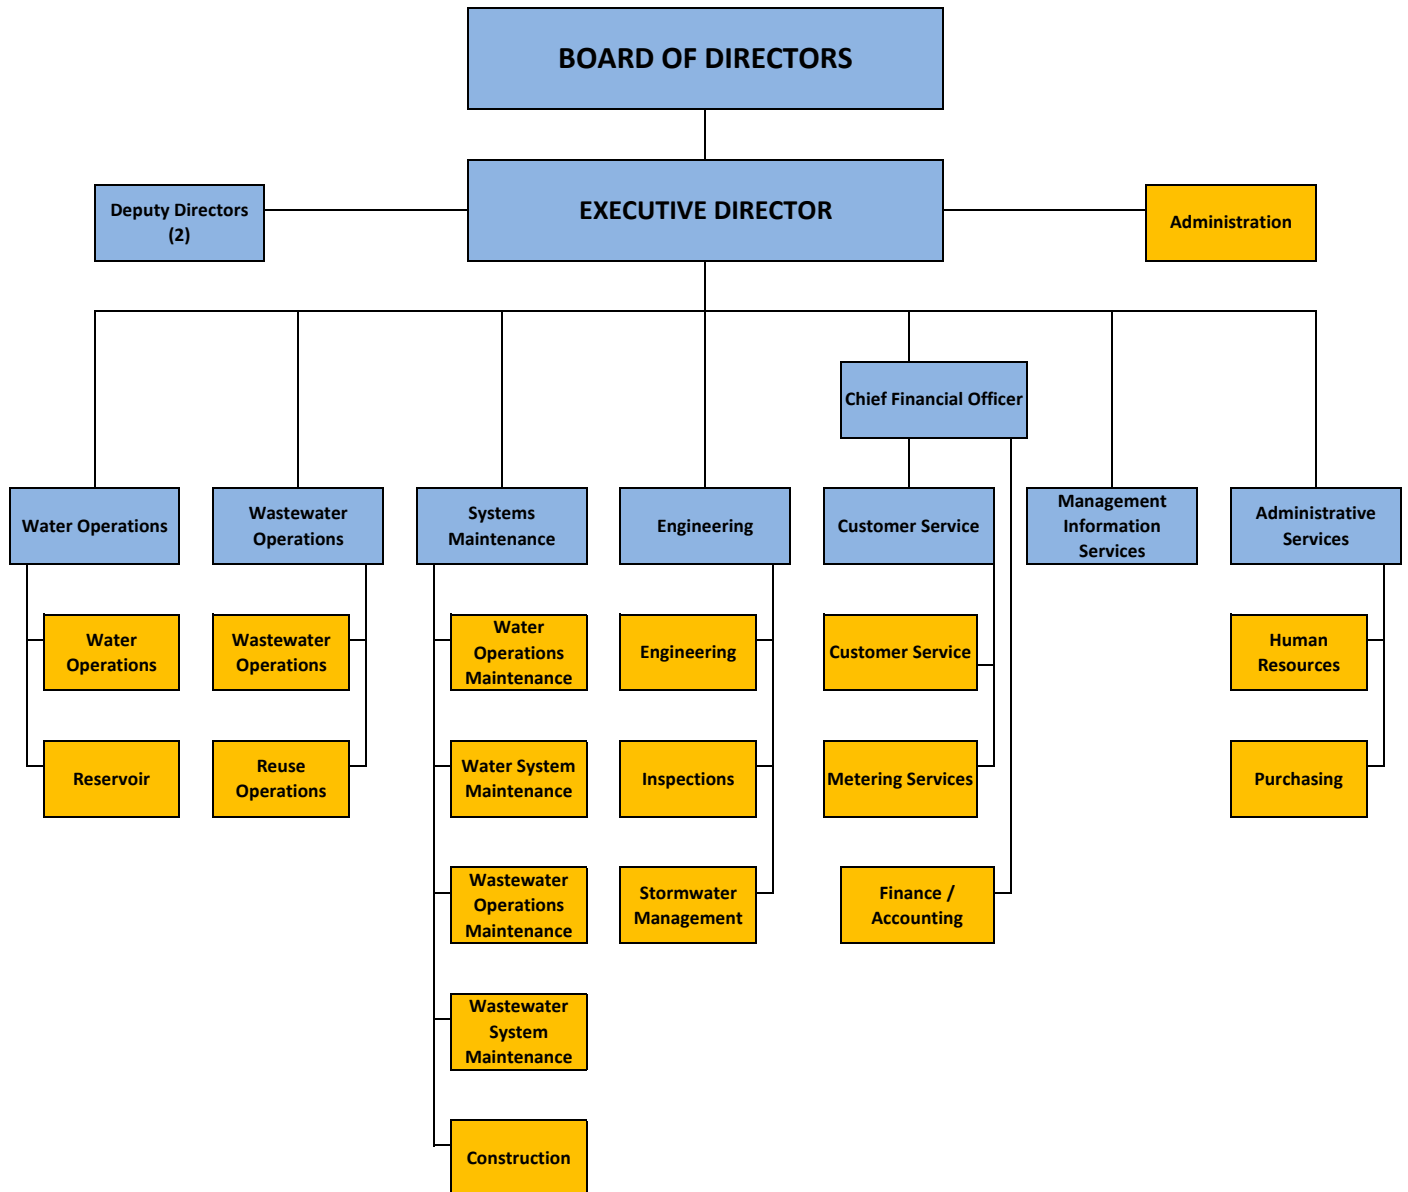 BOARD OF DIRECTORS
EXECUTIVE DIRECTOR
Deputy Directors
(2)
Administration
Chief Financial Officer
Water Operations
Wastewater
Operations
Systems
Maintenance
Engineering
Customer Service
Management
Information
Services
Administrative
Services
Water
Operations
Wastewater
Operations
Water
Operations
Maintenance
Engineering
Customer Service
Human
Resources
Reservoir
Reuse
Operations
Water System
Maintenance
Inspections
Metering Services
Purchasing
Wastewater
Operations
Maintenance
Stormwater
Management
Finance /
Accounting
Wastewater
System
Maintenance
Construction